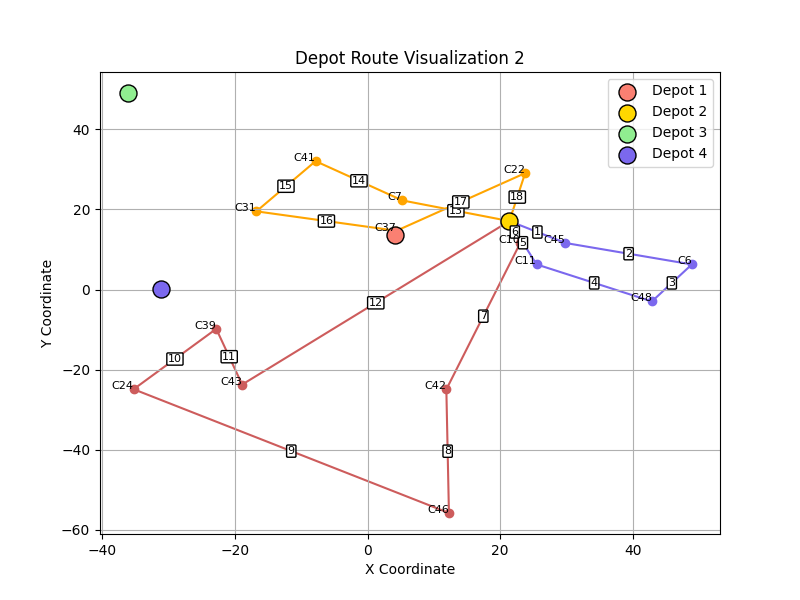 Depot Route Visualization 2
Depot 1
Depot 2
Depot 3
Depot 4
40
20
0
−20
−40
−60
−40
−20
0
20
40
X Coordinate
Y Coordinate
C41
C22
C7
C31
C37
C45
C11
C6
C48
C39
C43
C24
C42
C46
1
2
3
4
5
6
7
8
9
10
11
12
13
14
15
16
17
18